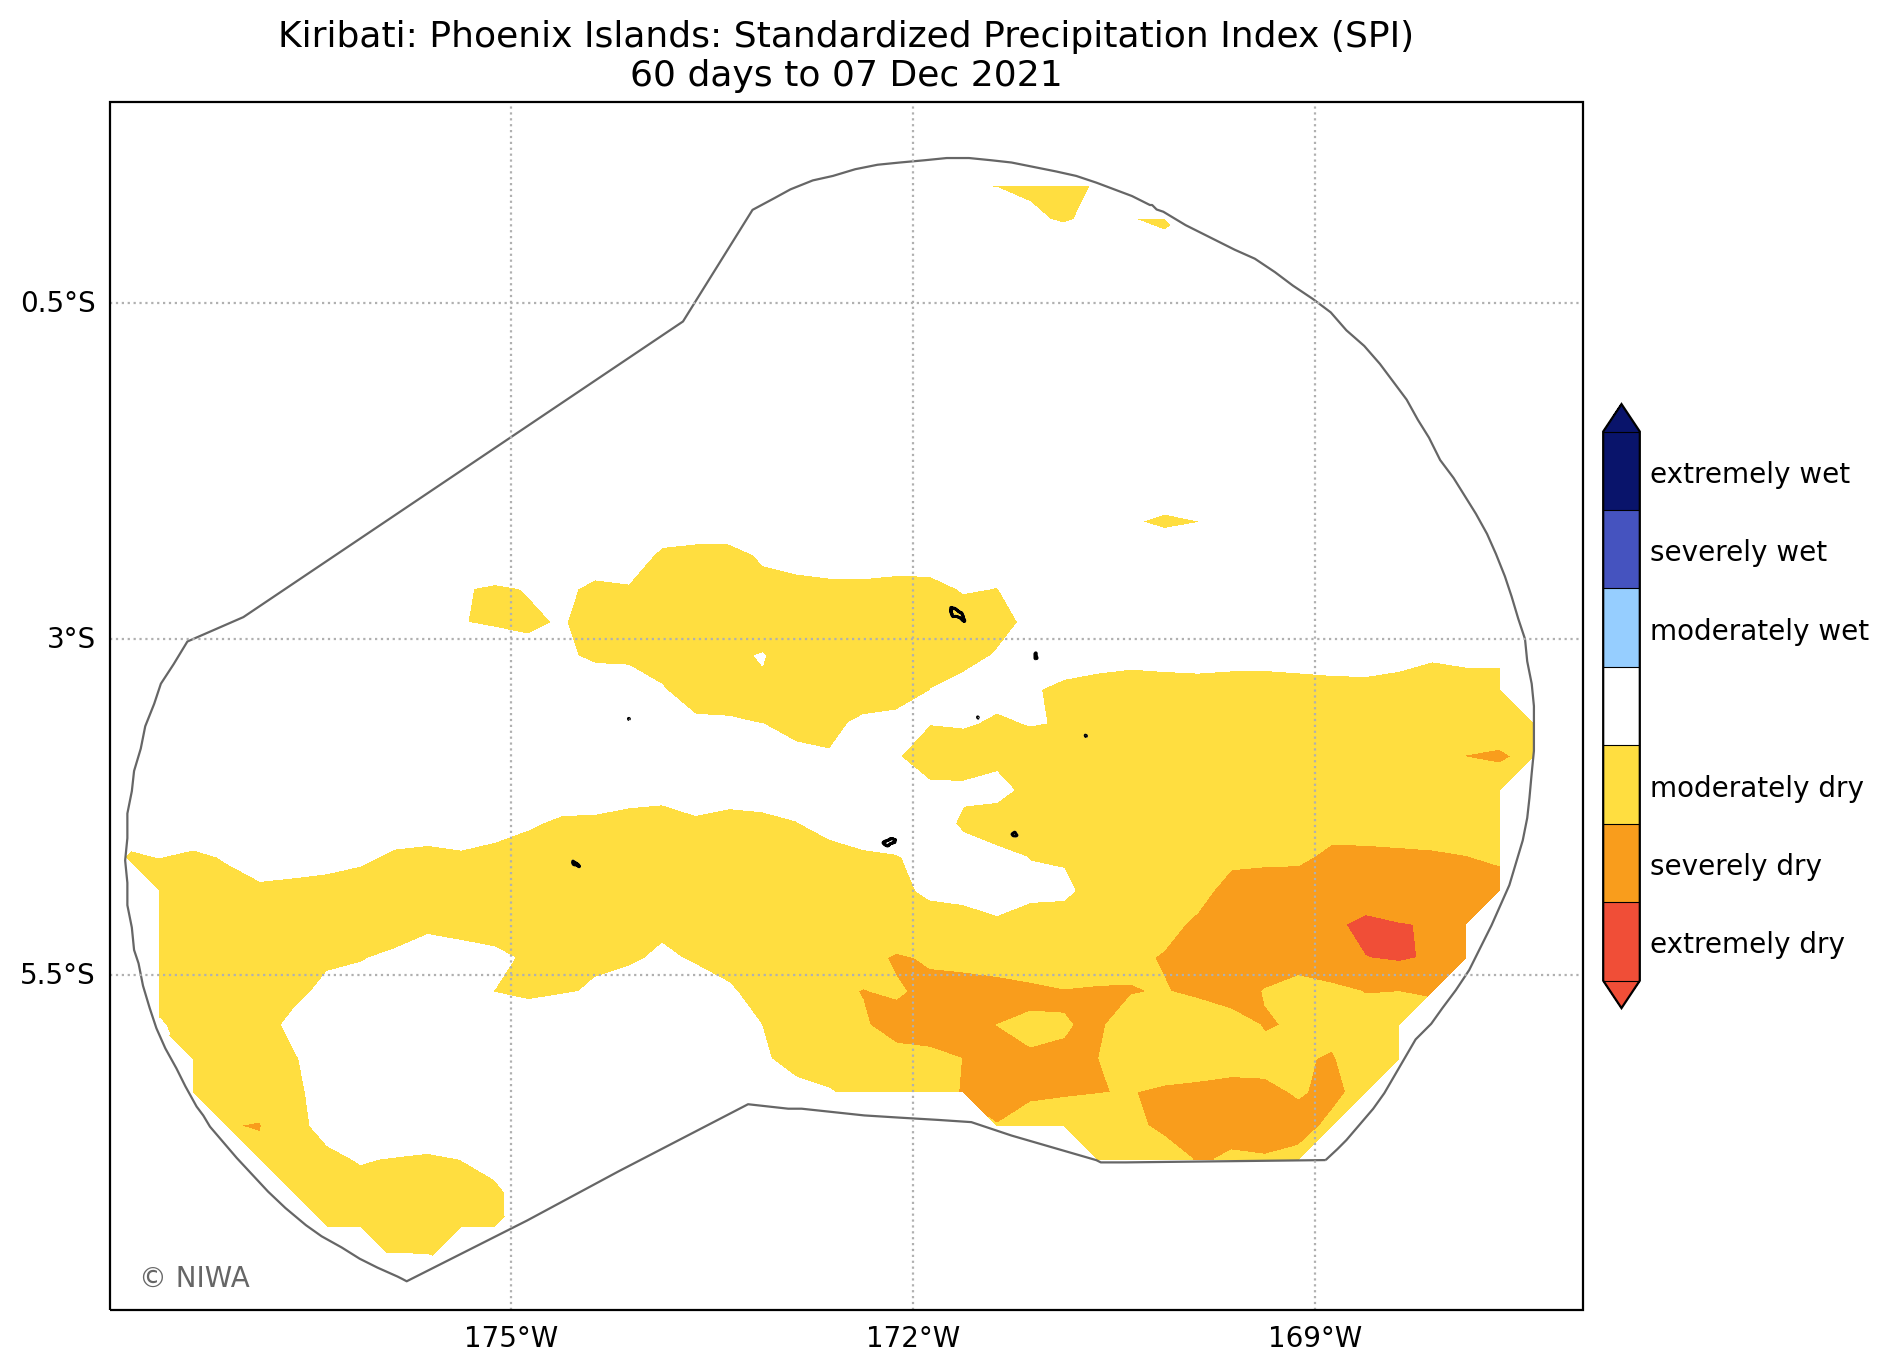 Kiribati: Phoenix Islands: Standardized Precipitation Index (SPI)
60 days to 07 Dec 2021
0.5°S
3°S
5.5°S
175°W
172°W
169°W
extremely wet
severely wet
moderately wet
moderately dry
severely dry
extremely dry
© NIWA